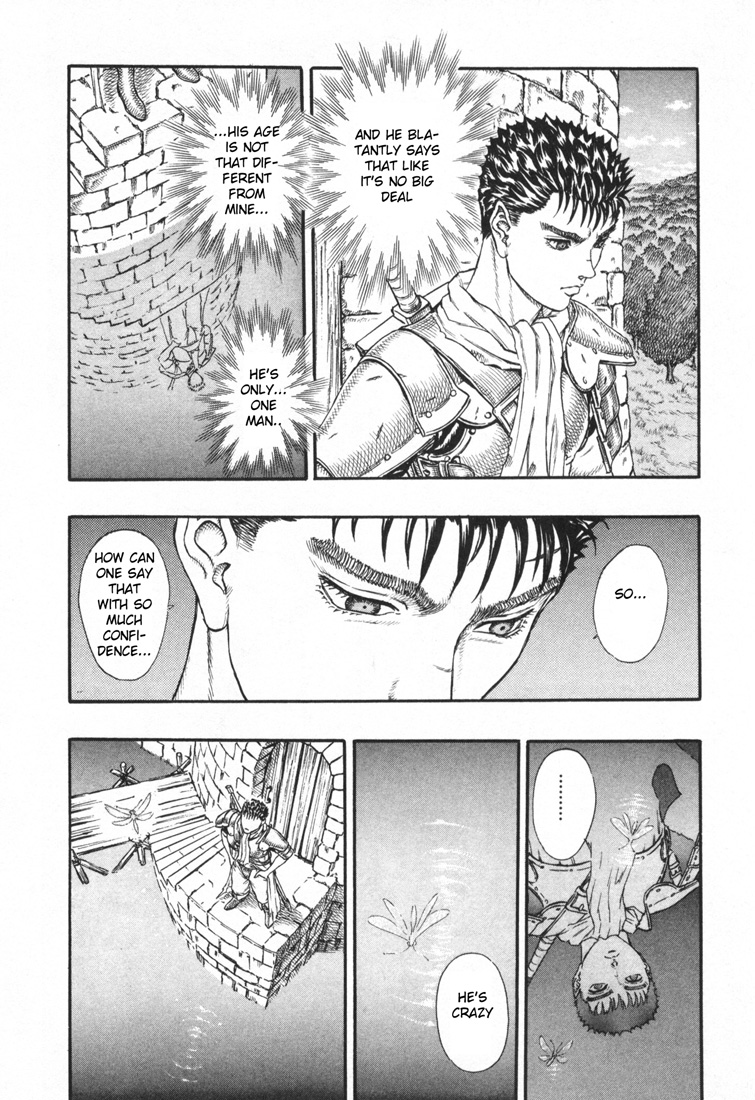 AND HE BLA-
TANTLY SAYS
THAT LIKE
IT'S NO BIG
DEAL
...HIS AGE
IS NOT
THAT DIF-
FERENT
FROM
MINE...
HE'S
ONLY...
ONE
MAN..
SO...
HOW CAN
ONE SAY
THAT
WITH SO
MUCH
CONFI-
DENCE...
........
HE'S
CRAZY